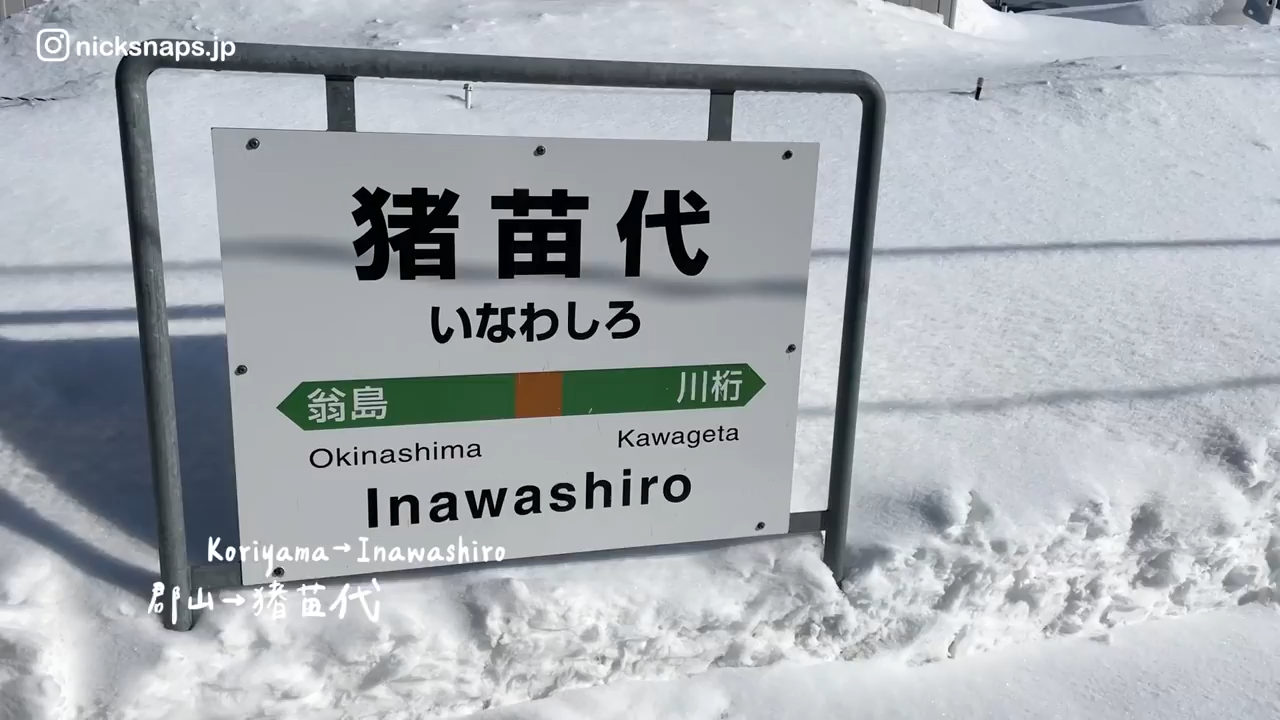 nicksnaps.jp
猪苗代
いなわしろ
翁島 川桁
Okinashima Kawageta
Inawashiro
Koriyama→Inawashiro
郡山→猪苗代